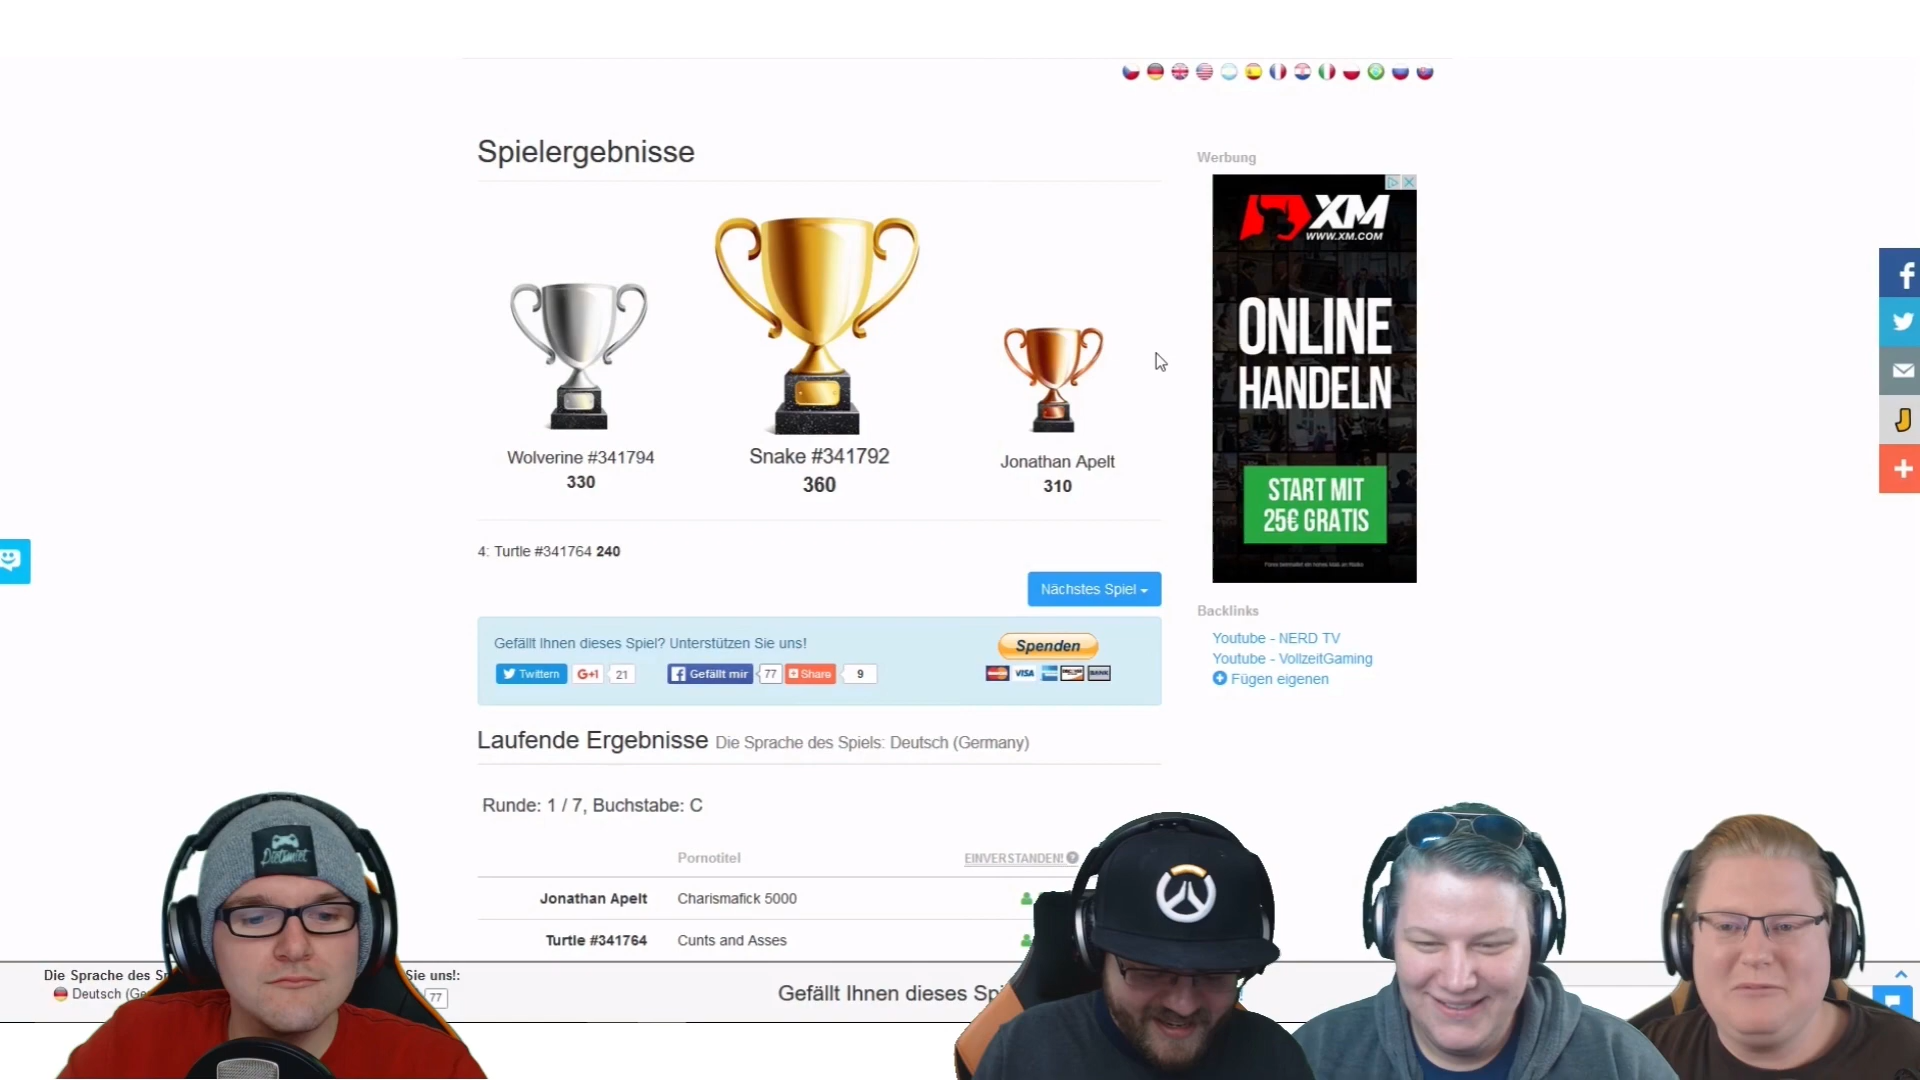 Spielergebnisse
Werbung
XM
WWW.XM.COM
ONLINE
HANDELN
START MIT
25€ GRATIS
Wolverine #341794
330
Snake #341792
360
Jonathan Apelt
310
4: Turtle #341764 240
Nächstes Spiel
Gefällt Ihnen dieses Spiel? Unterstützen Sie uns!
Spenden
Twittern
G+1
21
Gefällt mir
77
Share
9
VISA
BANK
Backlinks
Youtube - NERD TV
Youtube - VollzeitGaming
Fügen eigenen
Laufende Ergebnisse Die Sprache des Spiels: Deutsch (Germany)
Runde: 1 / 7, Buchstabe: C
Pornotitel
EINVERSTANDEN!
Jonathan Apelt
Charismafick 5000
Turtle #341764
Cunts and Asses
Die Sprache des
Sie uns!:
Deutsch
77
Gefällt Ihnen dieses